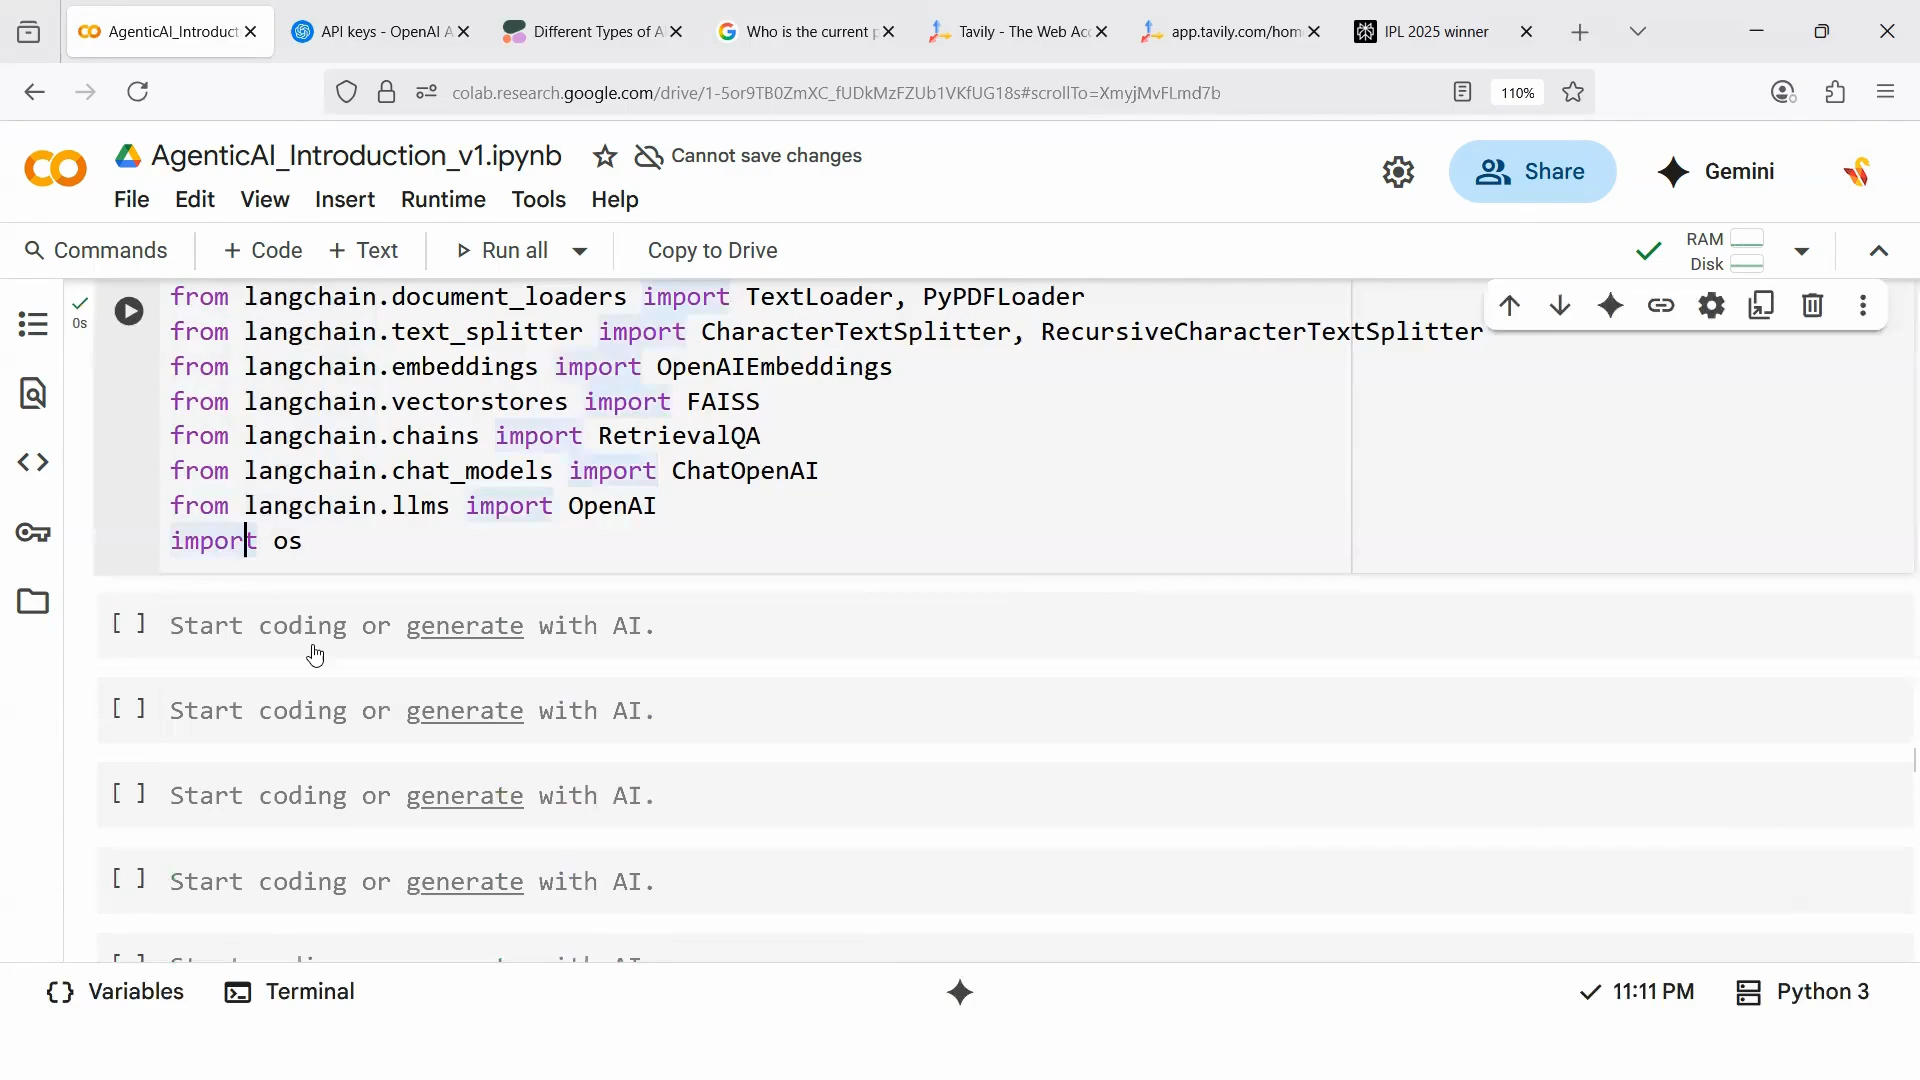 AgenticAI_Introduct
API keys - OpenAI A
Different Types of A
Who is the current p
Tavily - The Web Acc
app.tavily.com/hom
IPL 2025 winner
colab.research.google.com/drive/1-5or9TB0ZmXC_fUDkMzFZUb1VKfUG18s#scrollTo=XmyjMvFLmd7b
110%
AgenticAI_Introduction_v1.ipynb
Cannot save changes
File Edit View Insert Runtime Tools Help
Share
Gemini
Commands
+ Code + Text
Run all
Copy to Drive
RAM
Disk
0s
from langchain.document_loaders import TextLoader, PyPDFLoader
from langchain.text_splitter import CharacterTextSplitter, RecursiveCharacterTextSplitter
from langchain.embeddings import OpenAIEmbeddings
from langchain.vectorstores import FAISS
from langchain.chains import RetrievalQA
from langchain.chat_models import ChatOpenAI
from langchain.llms import OpenAI
import os
[ ] Start coding or generate with AI.
[ ] Start coding or generate with AI.
[ ] Start coding or generate with AI.
[ ] Start coding or generate with AI.
{} Variables
Terminal
11:11 PM
Python 3